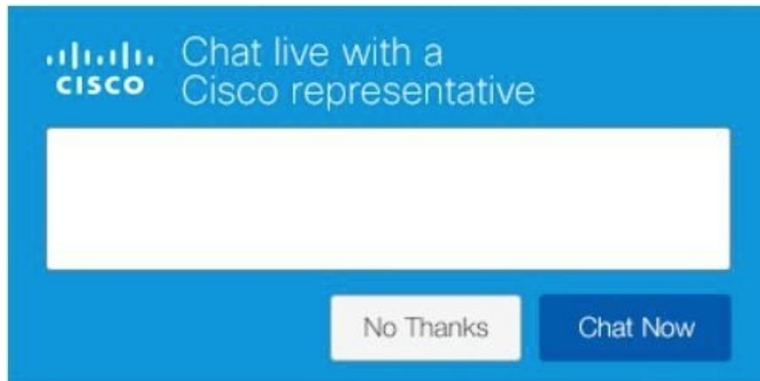 CISCO
Chat live with a
Cisco representative
No Thanks
Chat Now